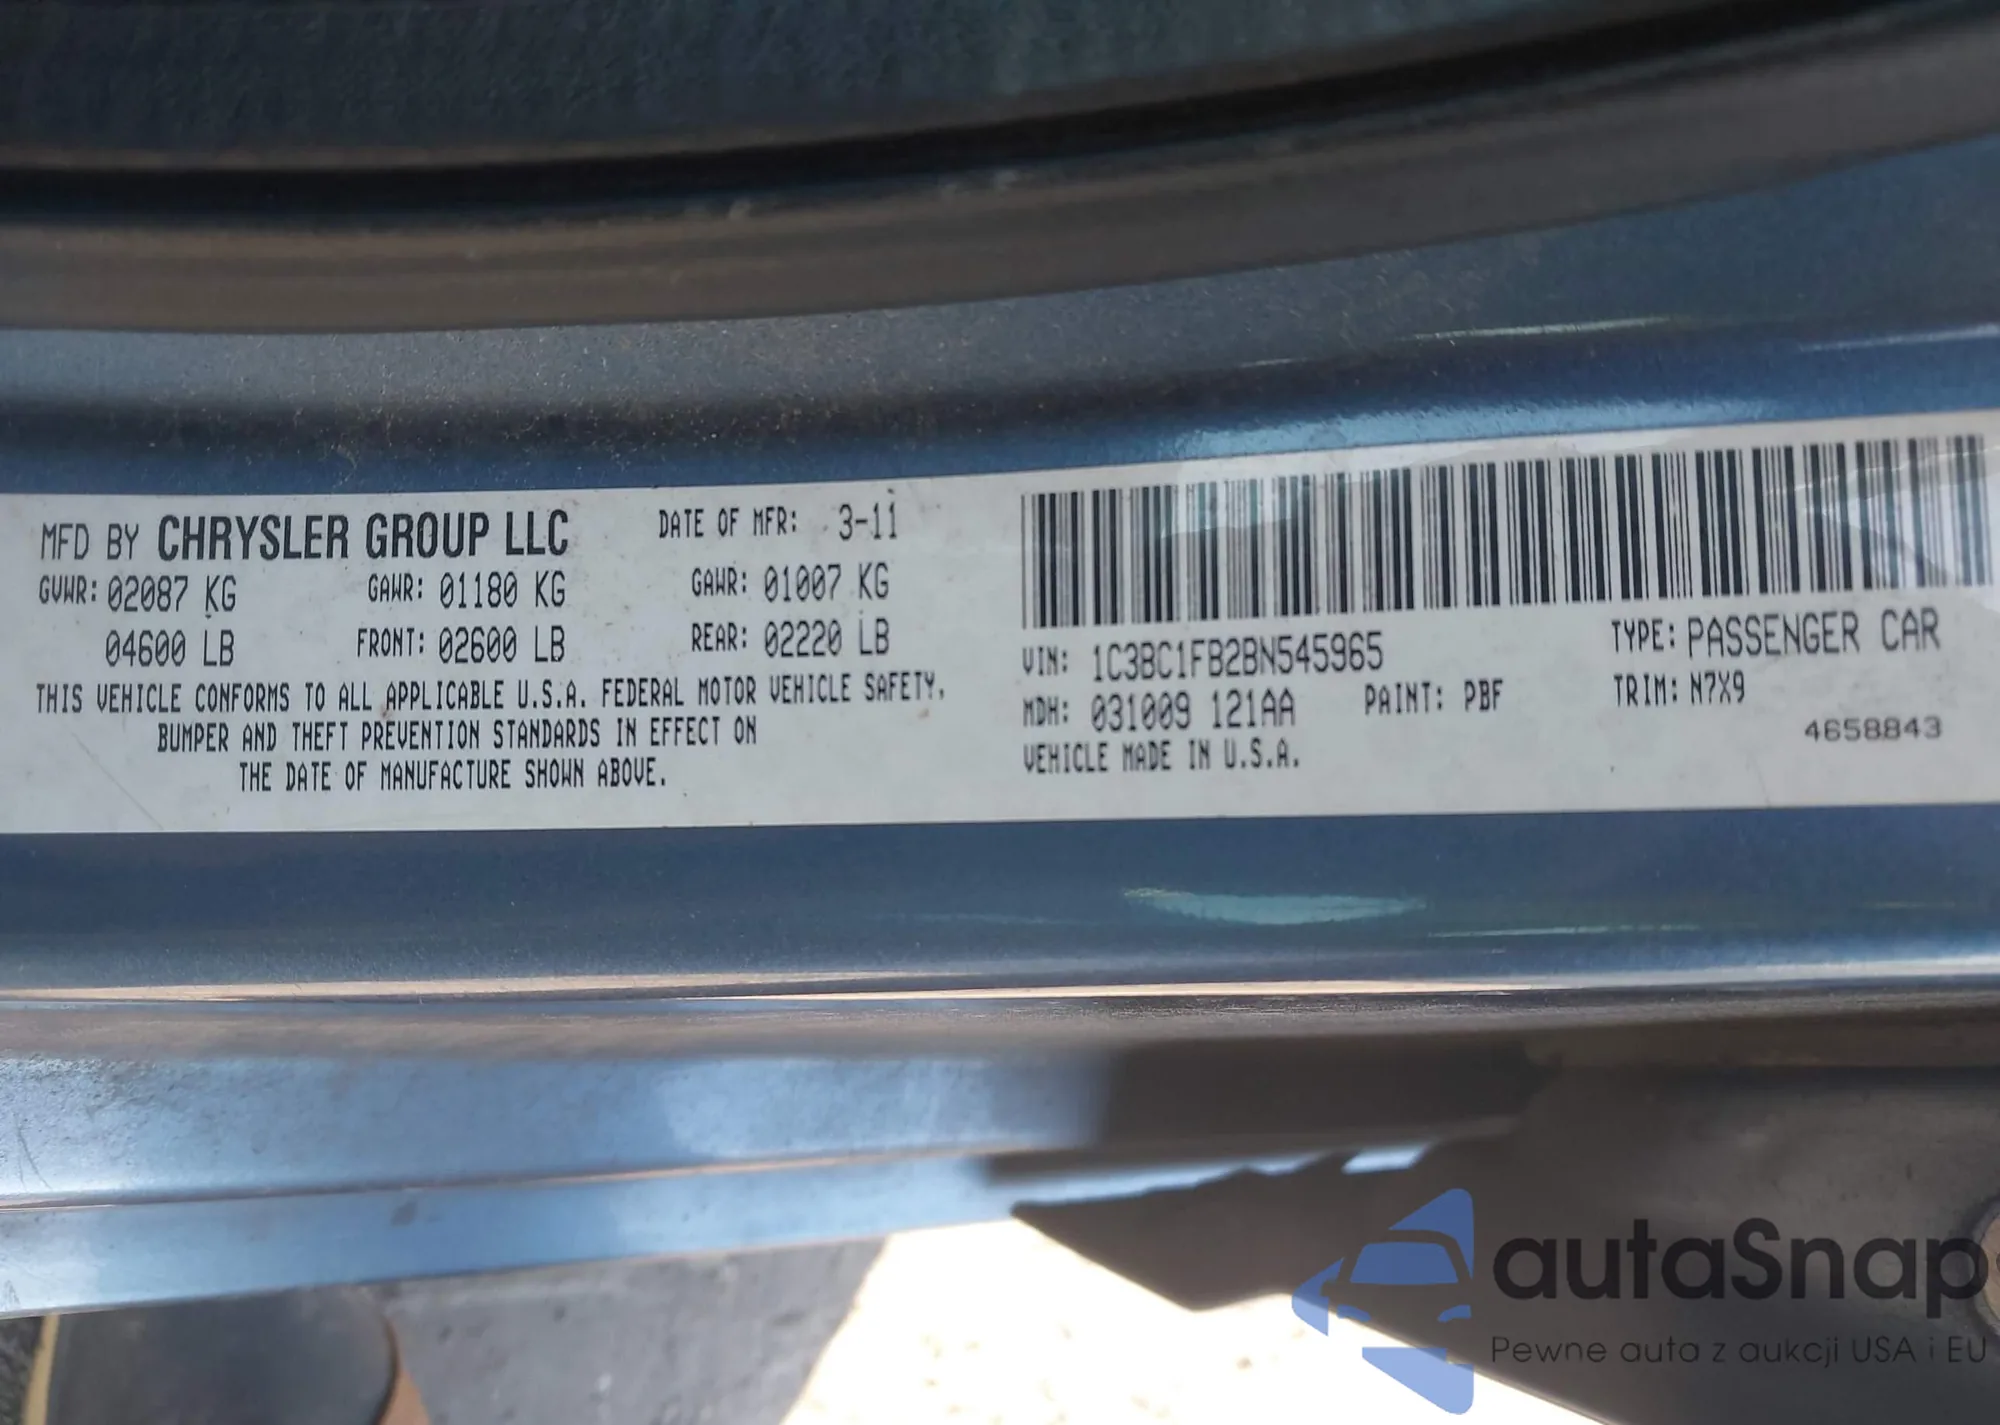 MFD BY CHRYSLER GROUP LLC DATE OF MFR: 3-11
GVWR: 02087 KG GAWR: 01180 KG GAWR: 01007 KG
04600 LB FRONT: 02600 LB REAR: 02220 LB
THIS VEHICLE CONFORMS TO ALL APPLICABLE U.S.A. FEDERAL MOTOR VEHICLE SAFETY,
BUMPER AND THEFT PREVENTION STANDARDS IN EFFECT ON
THE DATE OF MANUFACTURE SHOWN ABOVE.
VIN: 1C3BC1FB2BN545965 TYPE: PASSENGER CAR
MDH: 031009 121AA PAINT: PBF TRIM: N7X9
VEHICLE MADE IN U.S.A. 4658843
autaSnap
Pewne auta z aukcji USA i EU